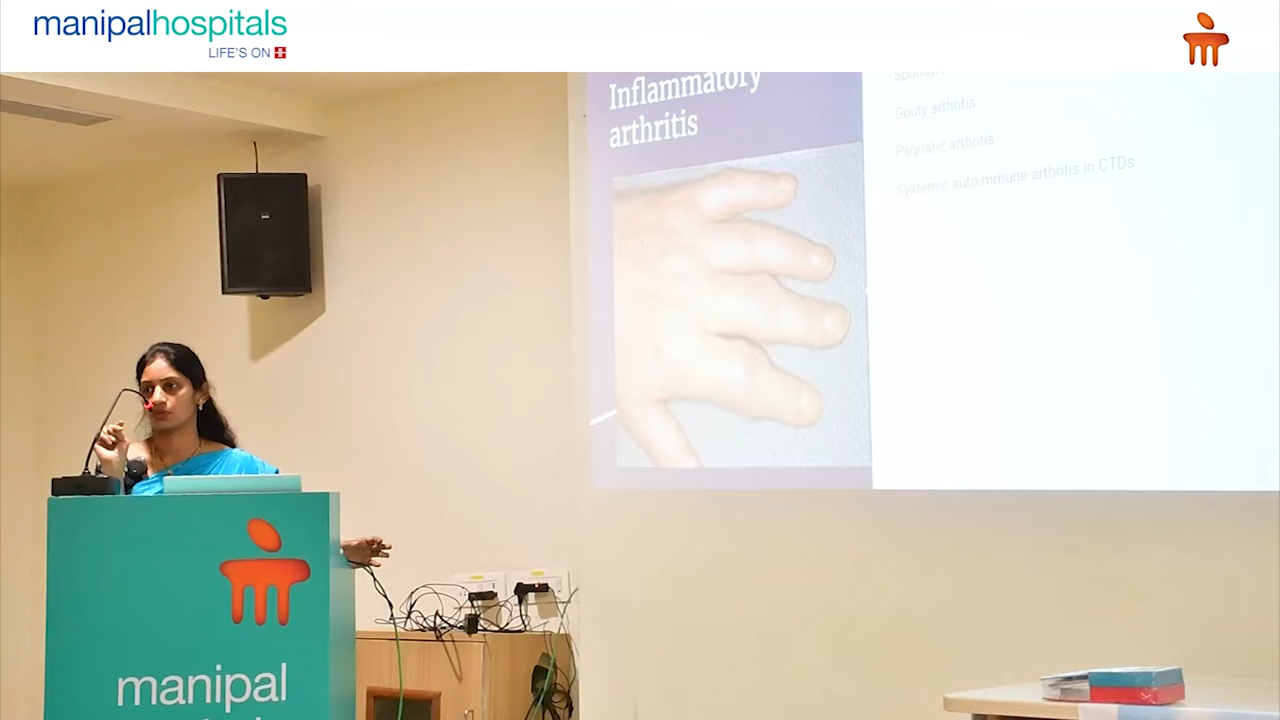 manipalhospitals
LIFE'S ON
Inflammatory
arthritis
Gouty arthritis
Psoriatic arthritis
Systemic autoimmune arthritis in CTDs
manipal